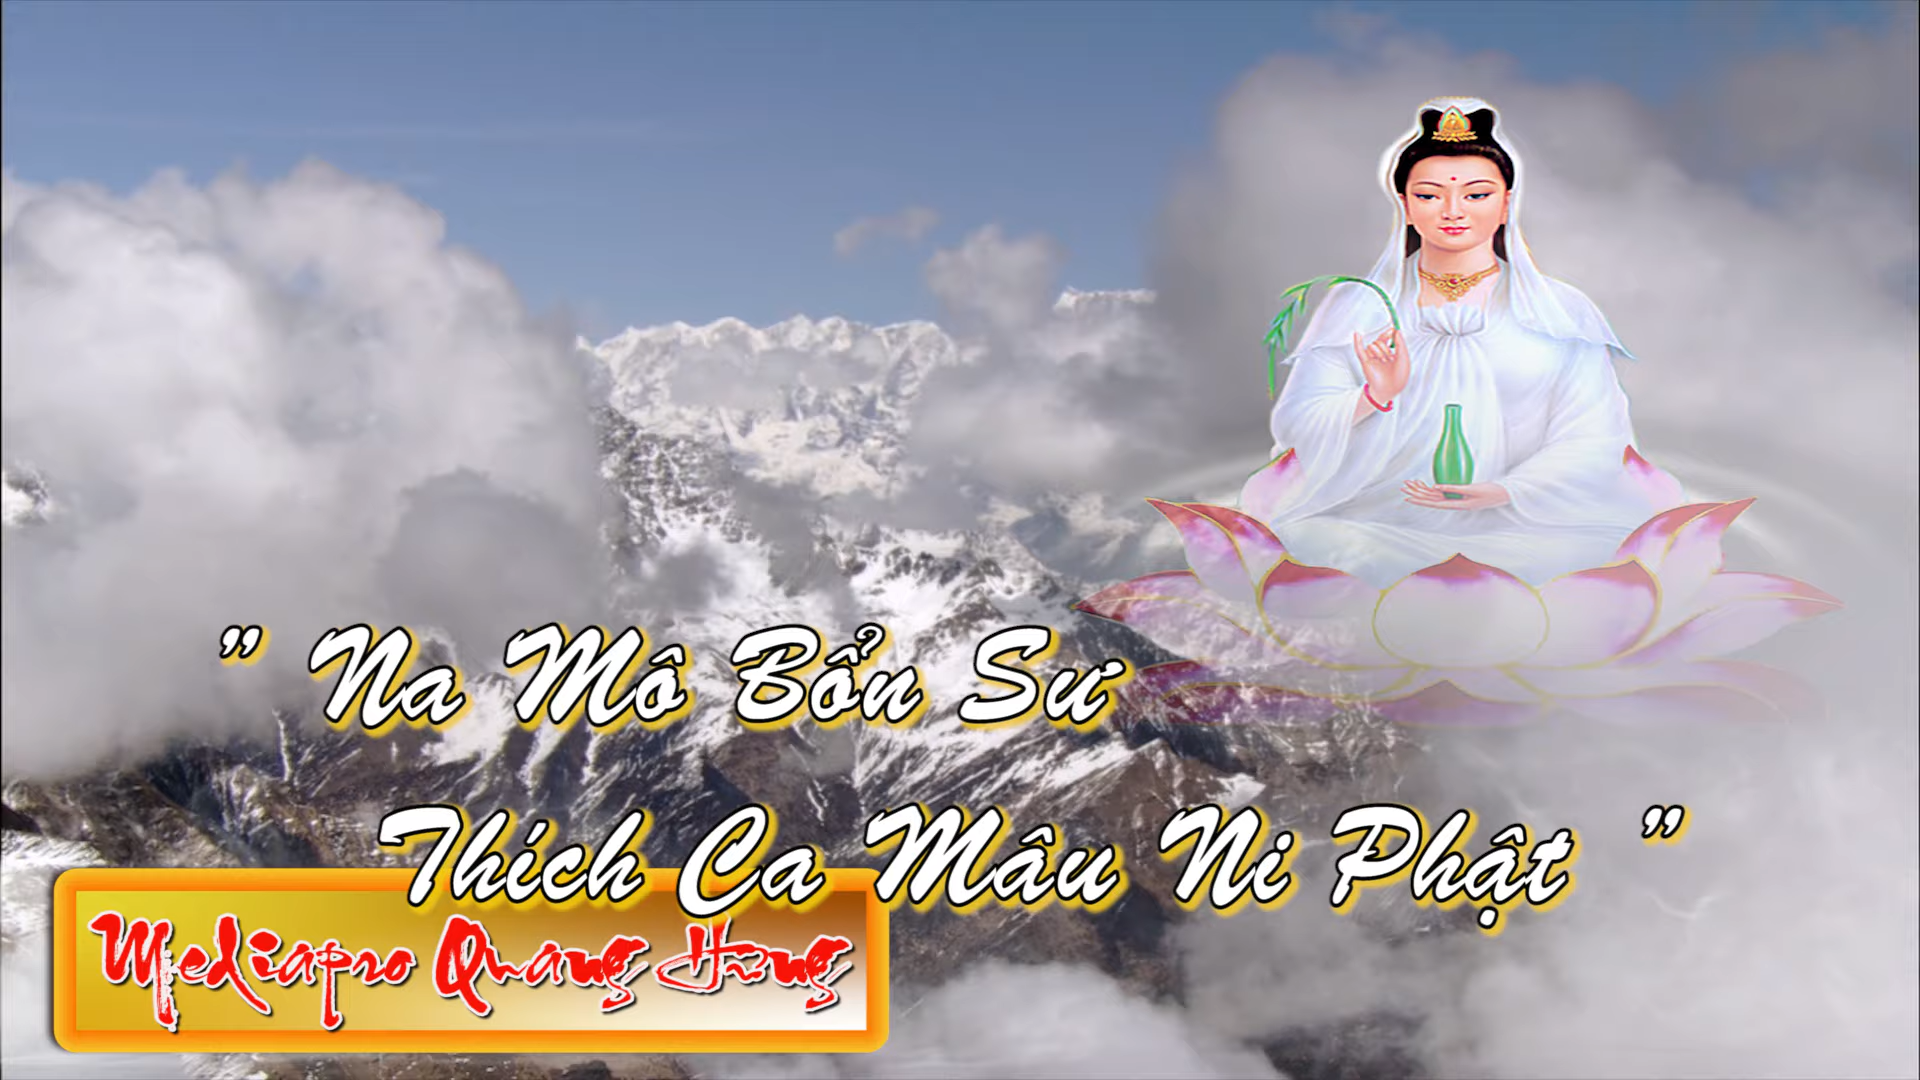 ” Na Mô Bổn Sư
Thích Ca Mâu Ni Phật ”
Mediapro Quang Hưng